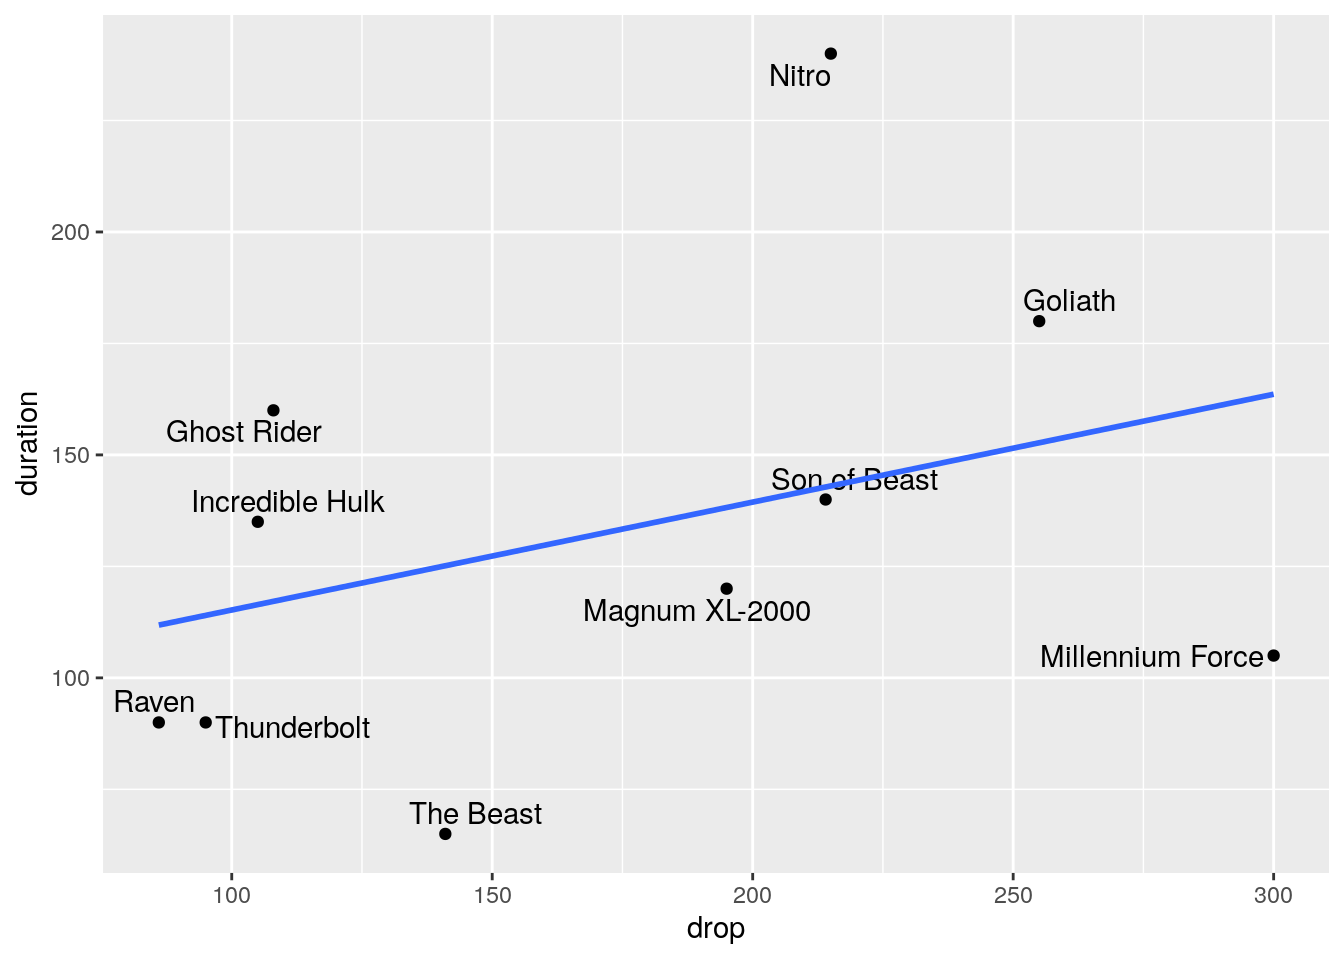 Nitro
200
Goliath
duration
Ghost Rider
150
Son of Beast
Incredible Hulk
Magnum XL-2000
Millennium Force
100
Raven
Thunderbolt
The Beast
100
150
200
250
300
drop